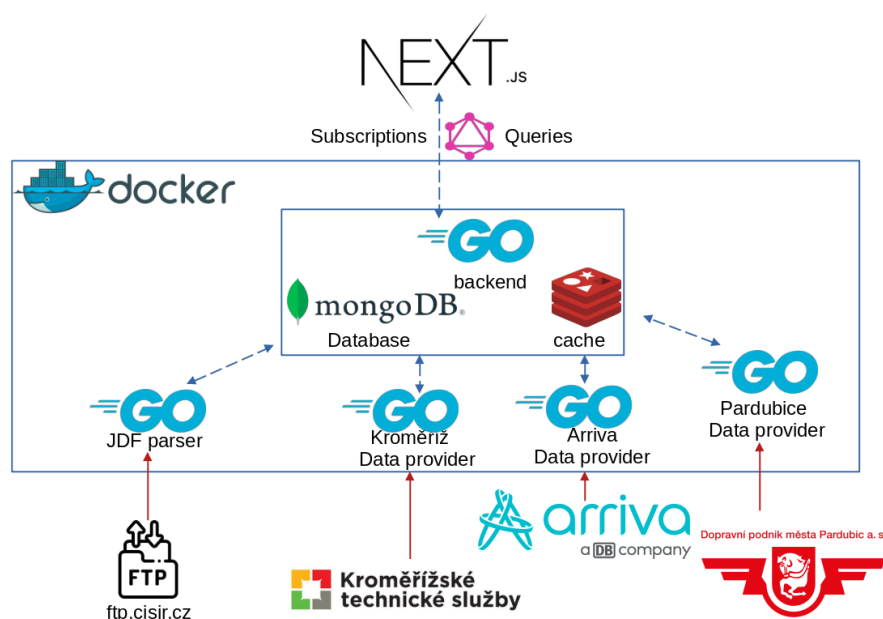 NEXT.JS
Subscriptions
Queries
docker
GO
backend
mongoDB®
Database
cache
GO
JDF parser
GO
Kroměříž
Data provider
GO
Arriva
Data provider
GO
Pardubice
Data provider
FTP
ftp.cisjr.cz
Kroměřížské
technické služby
arriva
a DB company
Dopravní podnik města Pardubic a. s.